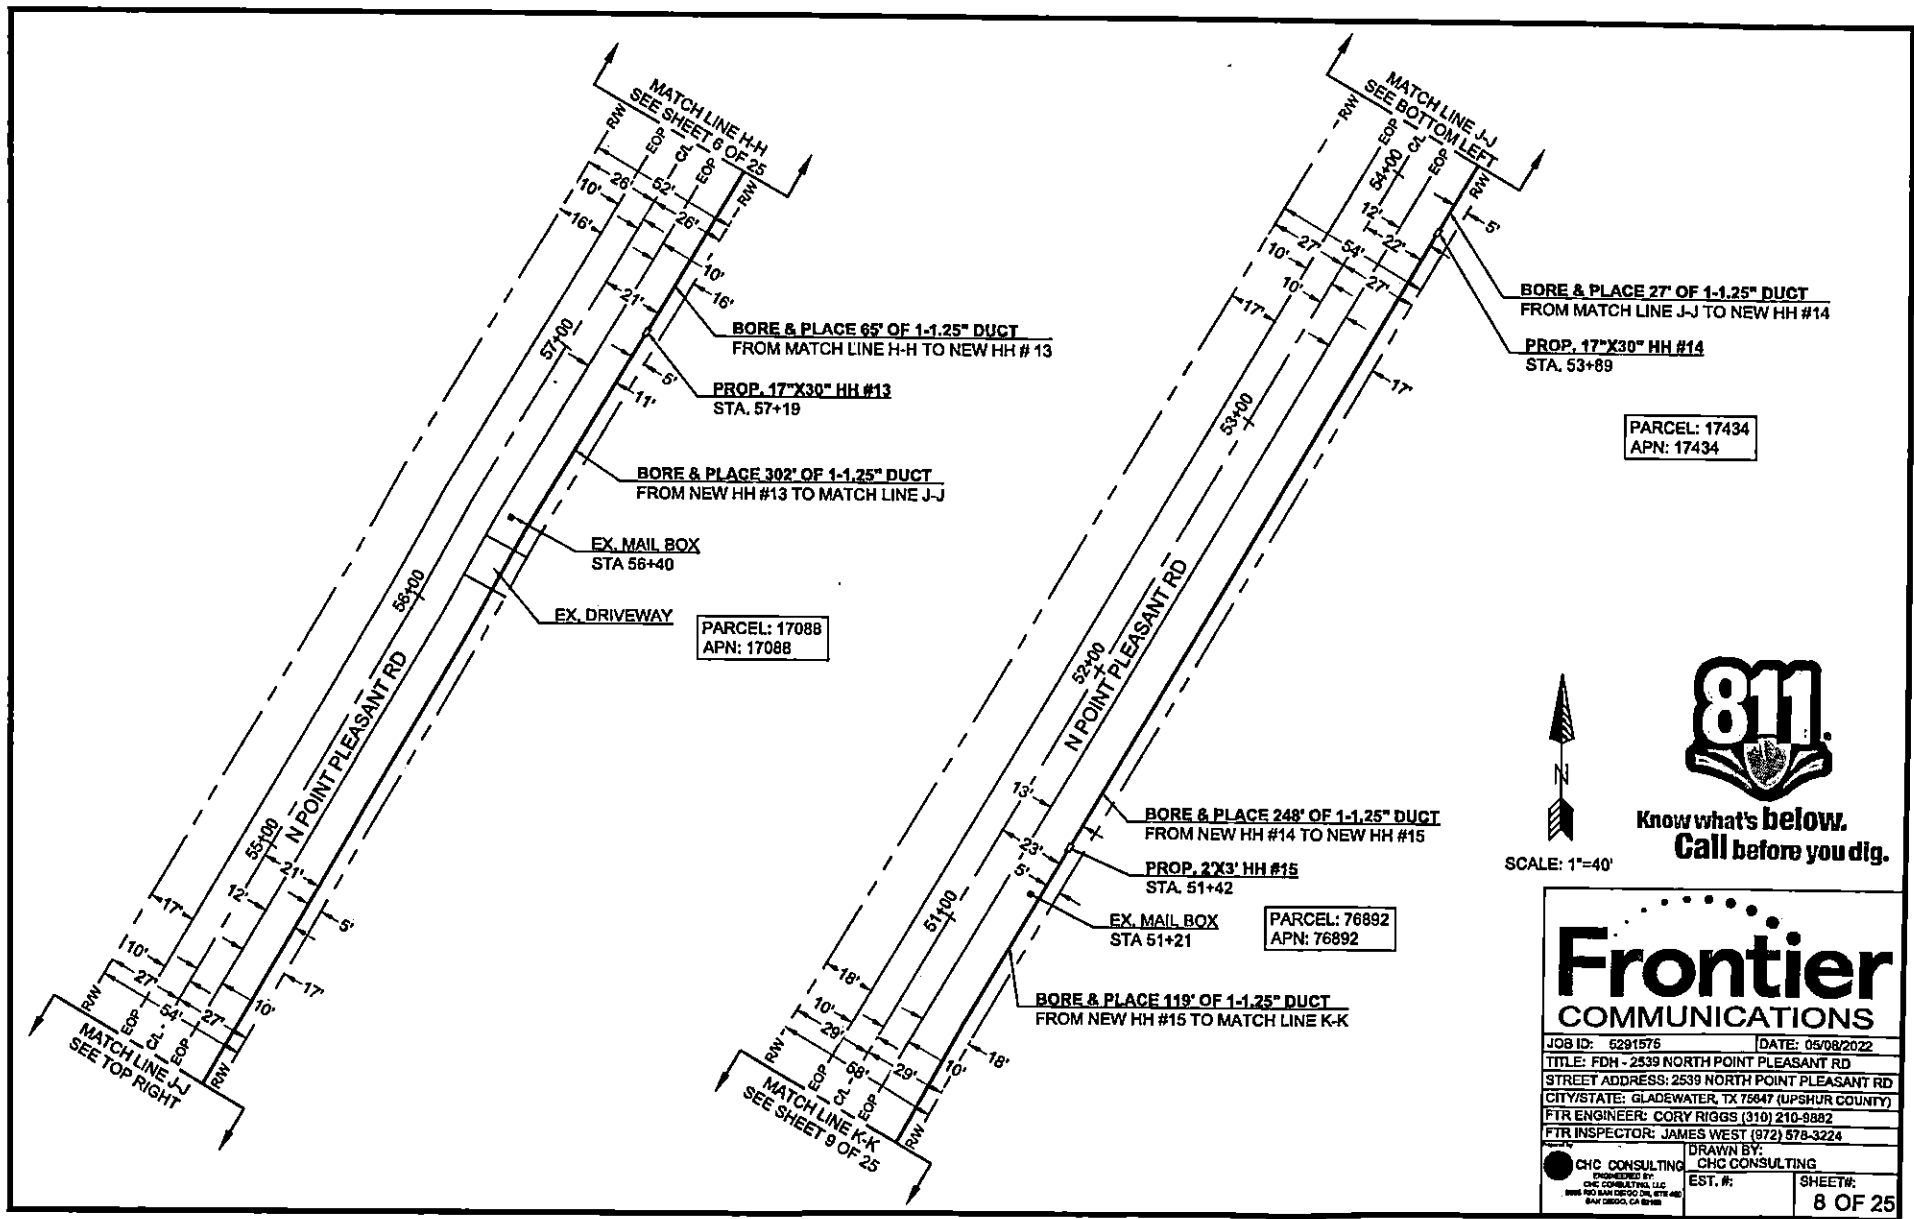 MATCH LINE H-H
SEE SHEET 6 OF 25
R/W
EOP
C/L
EOP
R/W
52'
26'
26'
10'
16'
10'
16'
21'
57+00
BORE & PLACE 65' OF 1-1.25" DUCT
FROM MATCH LINE H-H TO NEW HH # 13
PROP. 17"X30" HH #13
STA. 57+19
5'
11'
BORE & PLACE 302' OF 1-1.25" DUCT
FROM NEW HH #13 TO MATCH LINE J-J
EX. MAIL BOX
STA 56+40
EX. DRIVEWAY
PARCEL: 17088
APN: 17088
56+00
N POINT PLEASANT RD
55+00
21'
12'
17'
5'
10'
27'
54'
27'
10'
17'
R/W
EOP
C/L
EOP
R/W
MATCH LINE J-J
SEE TOP RIGHT
MATCH LINE J-J
SEE BOTTOM LEFT
R/W
EOP
C/L
EOP
R/W
54+00
12'
22'
5'
27'
54'
27'
10'
10'
17'
17'
BORE & PLACE 27' OF 1-1.25" DUCT
FROM MATCH LINE J-J TO NEW HH #14
PROP. 17"X30" HH #14
STA. 53+89
PARCEL: 17434
APN: 17434
53+00
52+00
N POINT PLEASANT RD
13'
23'
5'
BORE & PLACE 248' OF 1-1.25" DUCT
FROM NEW HH #14 TO NEW HH #15
PROP. 2'X3' HH #15
STA. 51+42
EX. MAIL BOX
STA 51+21
PARCEL: 76892
APN: 76892
51+00
18'
10'
29'
58'
29'
10'
18'
BORE & PLACE 119' OF 1-1.25" DUCT
FROM NEW HH #15 TO MATCH LINE K-K
R/W
EOP
C/L
EOP
R/W
MATCH LINE K-K
SEE SHEET 9 OF 25
N
SCALE: 1"=40'
811.
Know what's below.
Call before you dig.
Frontier
COMMUNICATIONS
JOB ID: 5291575
DATE: 05/08/2022
TITLE: FDH - 2539 NORTH POINT PLEASANT RD
STREET ADDRESS: 2539 NORTH POINT PLEASANT RD
CITY/STATE: GLADEWATER, TX 75647 (UPSHUR COUNTY)
FTR ENGINEER: CORY RIGGS (310) 210-9882
FTR INSPECTOR: JAMES WEST (972) 578-3224
CHC CONSULTING
ENGINEERED BY:
CHC CONSULTING, LLC
DRAWN BY:
CHC CONSULTING
EST. #:
SHEET#:
8 OF 25